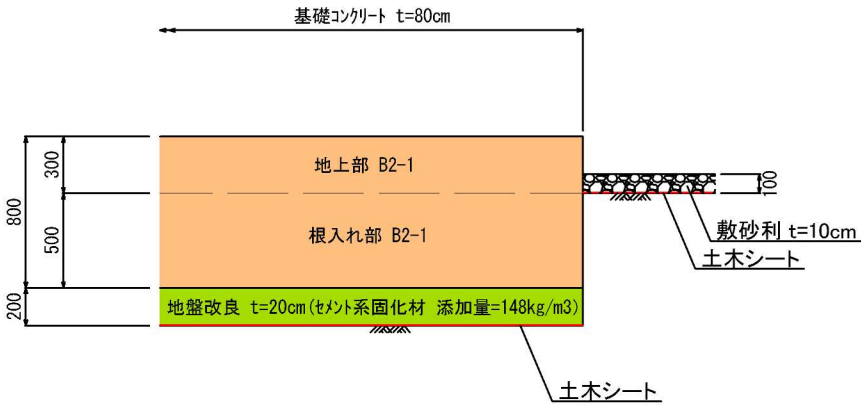 基礎コンクリート t=80cm
地上部 B2-1
300
100
800
500
根入れ部 B2-1
敷砂利 t=10cm
土木シート
200
地盤改良 t=20cm(セメント系固化材 添加量=148kg/m3)
土木シート